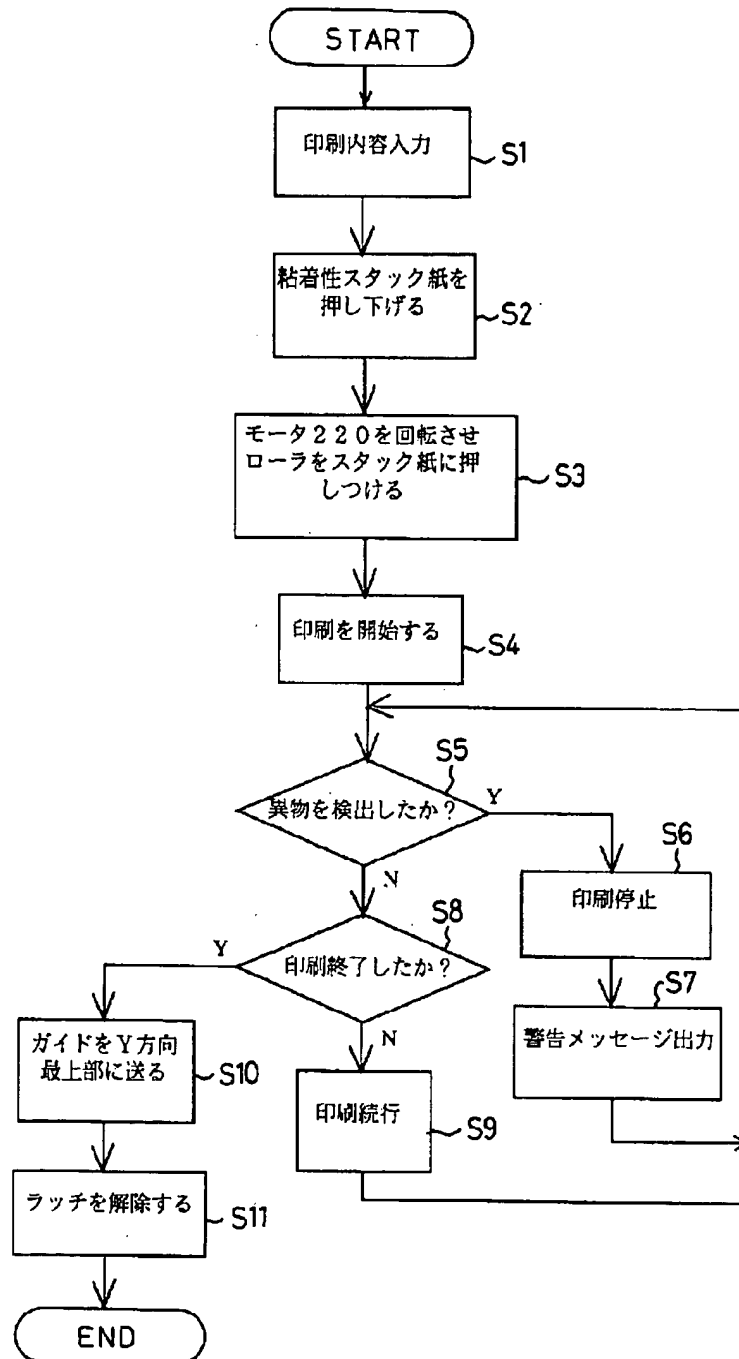 START
印刷内容入力
S1
粘着性スタック紙を
押し下げる
S2
モータ220を回転させ
ローラをスタック紙に押
しつける
S3
印刷を開始する
S4
S5
異物を検出したか?
Y
N
S6
印刷停止
S7
警告メッセージ出力
S8
印刷終了したか?
Y
N
印刷続行
S9
ガイドをY方向
最上部に送る
S10
ラッチを解除する
S11
END